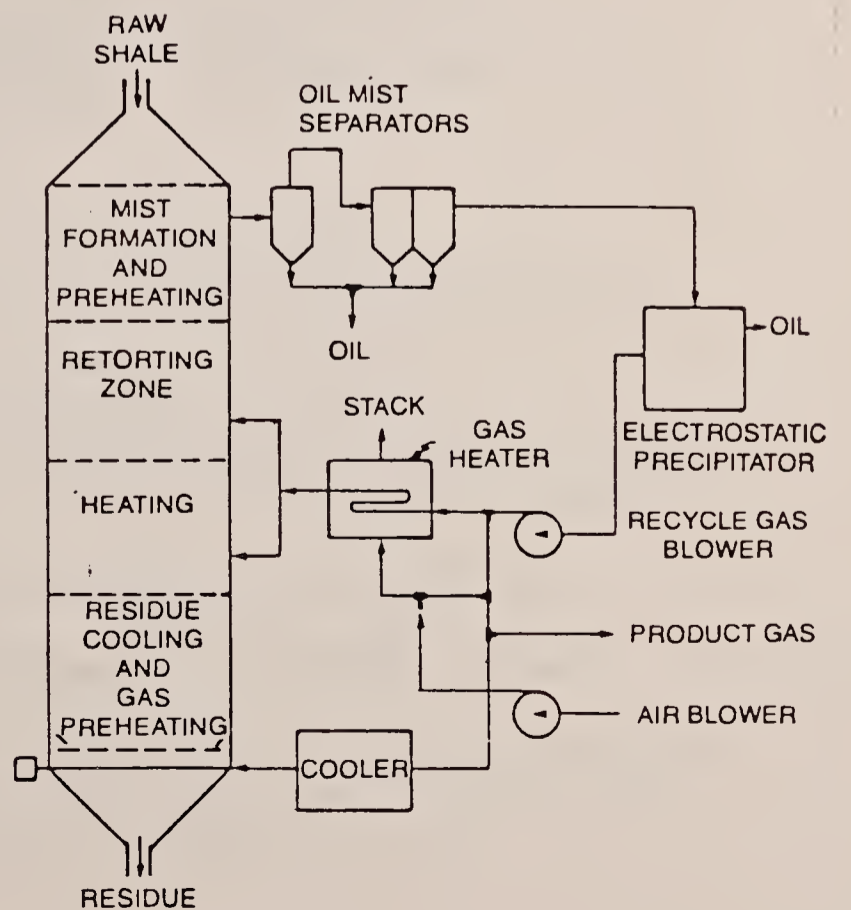 RAW
SHALE
OIL MIST
SEPARATORS
MIST
FORMATION
AND
PREHEATING
OIL
OIL
RETORTING
ZONE
STACK
GAS
HEATER
ELECTROSTATIC
PRECIPITATOR
HEATING
RECYCLE GAS
BLOWER
RESIDUE
COOLING
AND
GAS
PREHEATING
PRODUCT GAS
AIR BLOWER
COOLER
RESIDUE